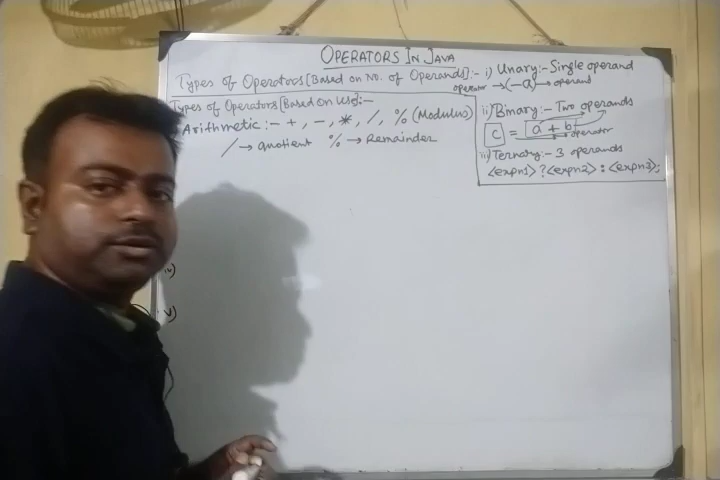 OPERATORS IN JAVA
Types of Operators [Based on No. of Operands]:- i) Unary:- Single operand
operator → (-a) → operand
Types of Operators [Based on Use]:-
Arithmetic :- +, -, *, /, % (Modulus)
/ → quotient % → Remainder
ii) Binary:- Two operands
c = a + b operator
iii) Ternary:- 3 operands
<expn1> ? <expn2> : <expn3>;
iv)
v)